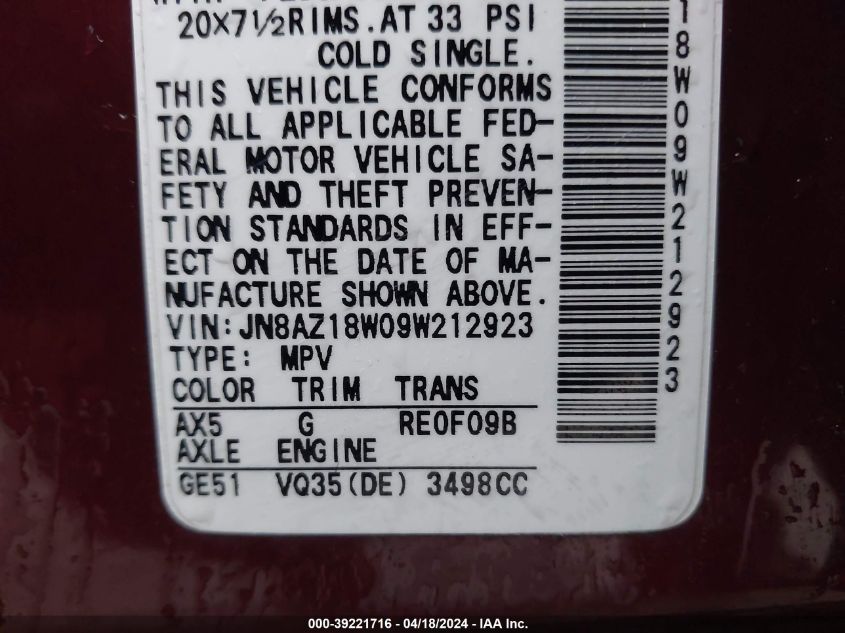 20X7½RIMS.AT 33 PSI
COLD SINGLE.
THIS VEHICLE CONFORMS
TO ALL APPLICABLE FED-
ERAL MOTOR VEHICLE SA-
FETY AND THEFT PREVEN-
TION STANDARDS IN EFF-
ECT ON THE DATE OF MA-
NUFACTURE SHOWN ABOVE.
VIN:JN8AZ18W09W212923
TYPE: MPV
COLOR TRIM TRANS
AX5 G RE0F09B
AXLE ENGINE
GE51 VQ35(DE) 3498CC
18W09W212923
000-39221716 - 04/18/2024 - IAA Inc.